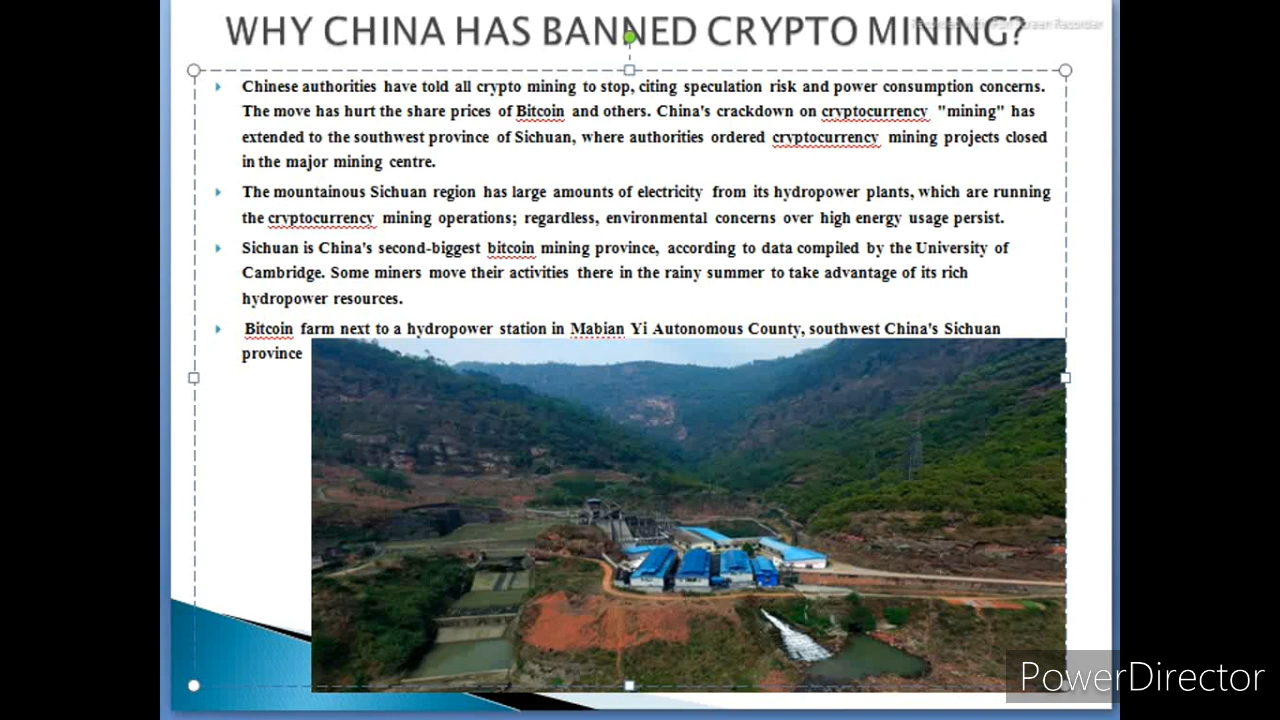 WHY CHINA HAS BANNED CRYPTO MINING?
Chinese authorities have told all crypto mining to stop, citing speculation risk and power consumption concerns.
The move has hurt the share prices of Bitcoin and others. China's crackdown on cryptocurrency "mining" has
extended to the southwest province of Sichuan, where authorities ordered cryptocurrency mining projects closed
in the major mining centre.
The mountainous Sichuan region has large amounts of electricity from its hydropower plants, which are running
the cryptocurrency mining operations; regardless, environmental concerns over high energy usage persist.
Sichuan is China's second-biggest bitcoin mining province, according to data compiled by the University of
Cambridge. Some miners move their activities there in the rainy summer to take advantage of its rich
hydropower resources.
Bitcoin farm next to a hydropower station in Mabian Yi Autonomous County, southwest China's Sichuan
province
PowerDirector